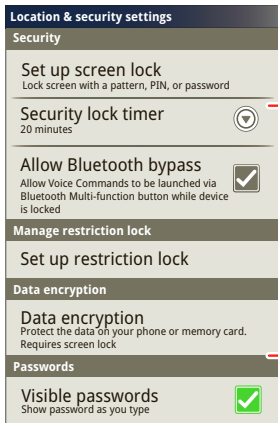 Location & security settings
Security
Set up screen lock
Lock screen with a pattern, PIN, or password
Security lock timer
20 minutes
Allow Bluetooth bypass
Allow Voice Commands to be launched via
Bluetooth Multi-function button while device
is locked
Manage restriction lock
Set up restriction lock
Data encryption
Data encryption
Protect the data on your phone or memory card.
Requires screen lock
Passwords
Visible passwords
Show password as you type